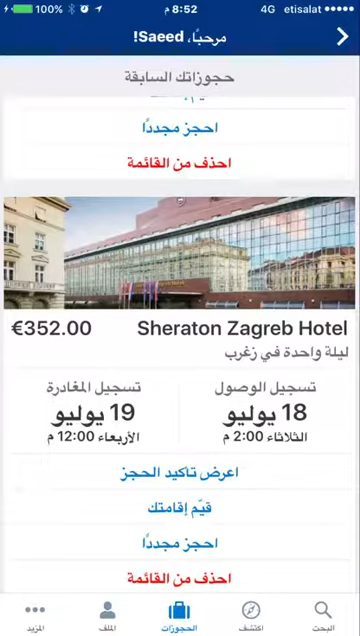 100% 8:52 م 4G etisalat
مرحبًا، Saeed!
حجوزاتك السابقة
احجز مجددًا
احذف من القائمة
€352.00 Sheraton Zagreb Hotel
ليلة واحدة في زغرب
تسجيل الوصول تسجيل المغادرة
18 يوليو 19 يوليو
الثلاثاء 2:00 م الأربعاء 12:00 م
اعرض تأكيد الحجز
قيّم إقامتك
احجز مجددًا
احذف من القائمة
البحث اكتشف الحجوزات الملف المزيد